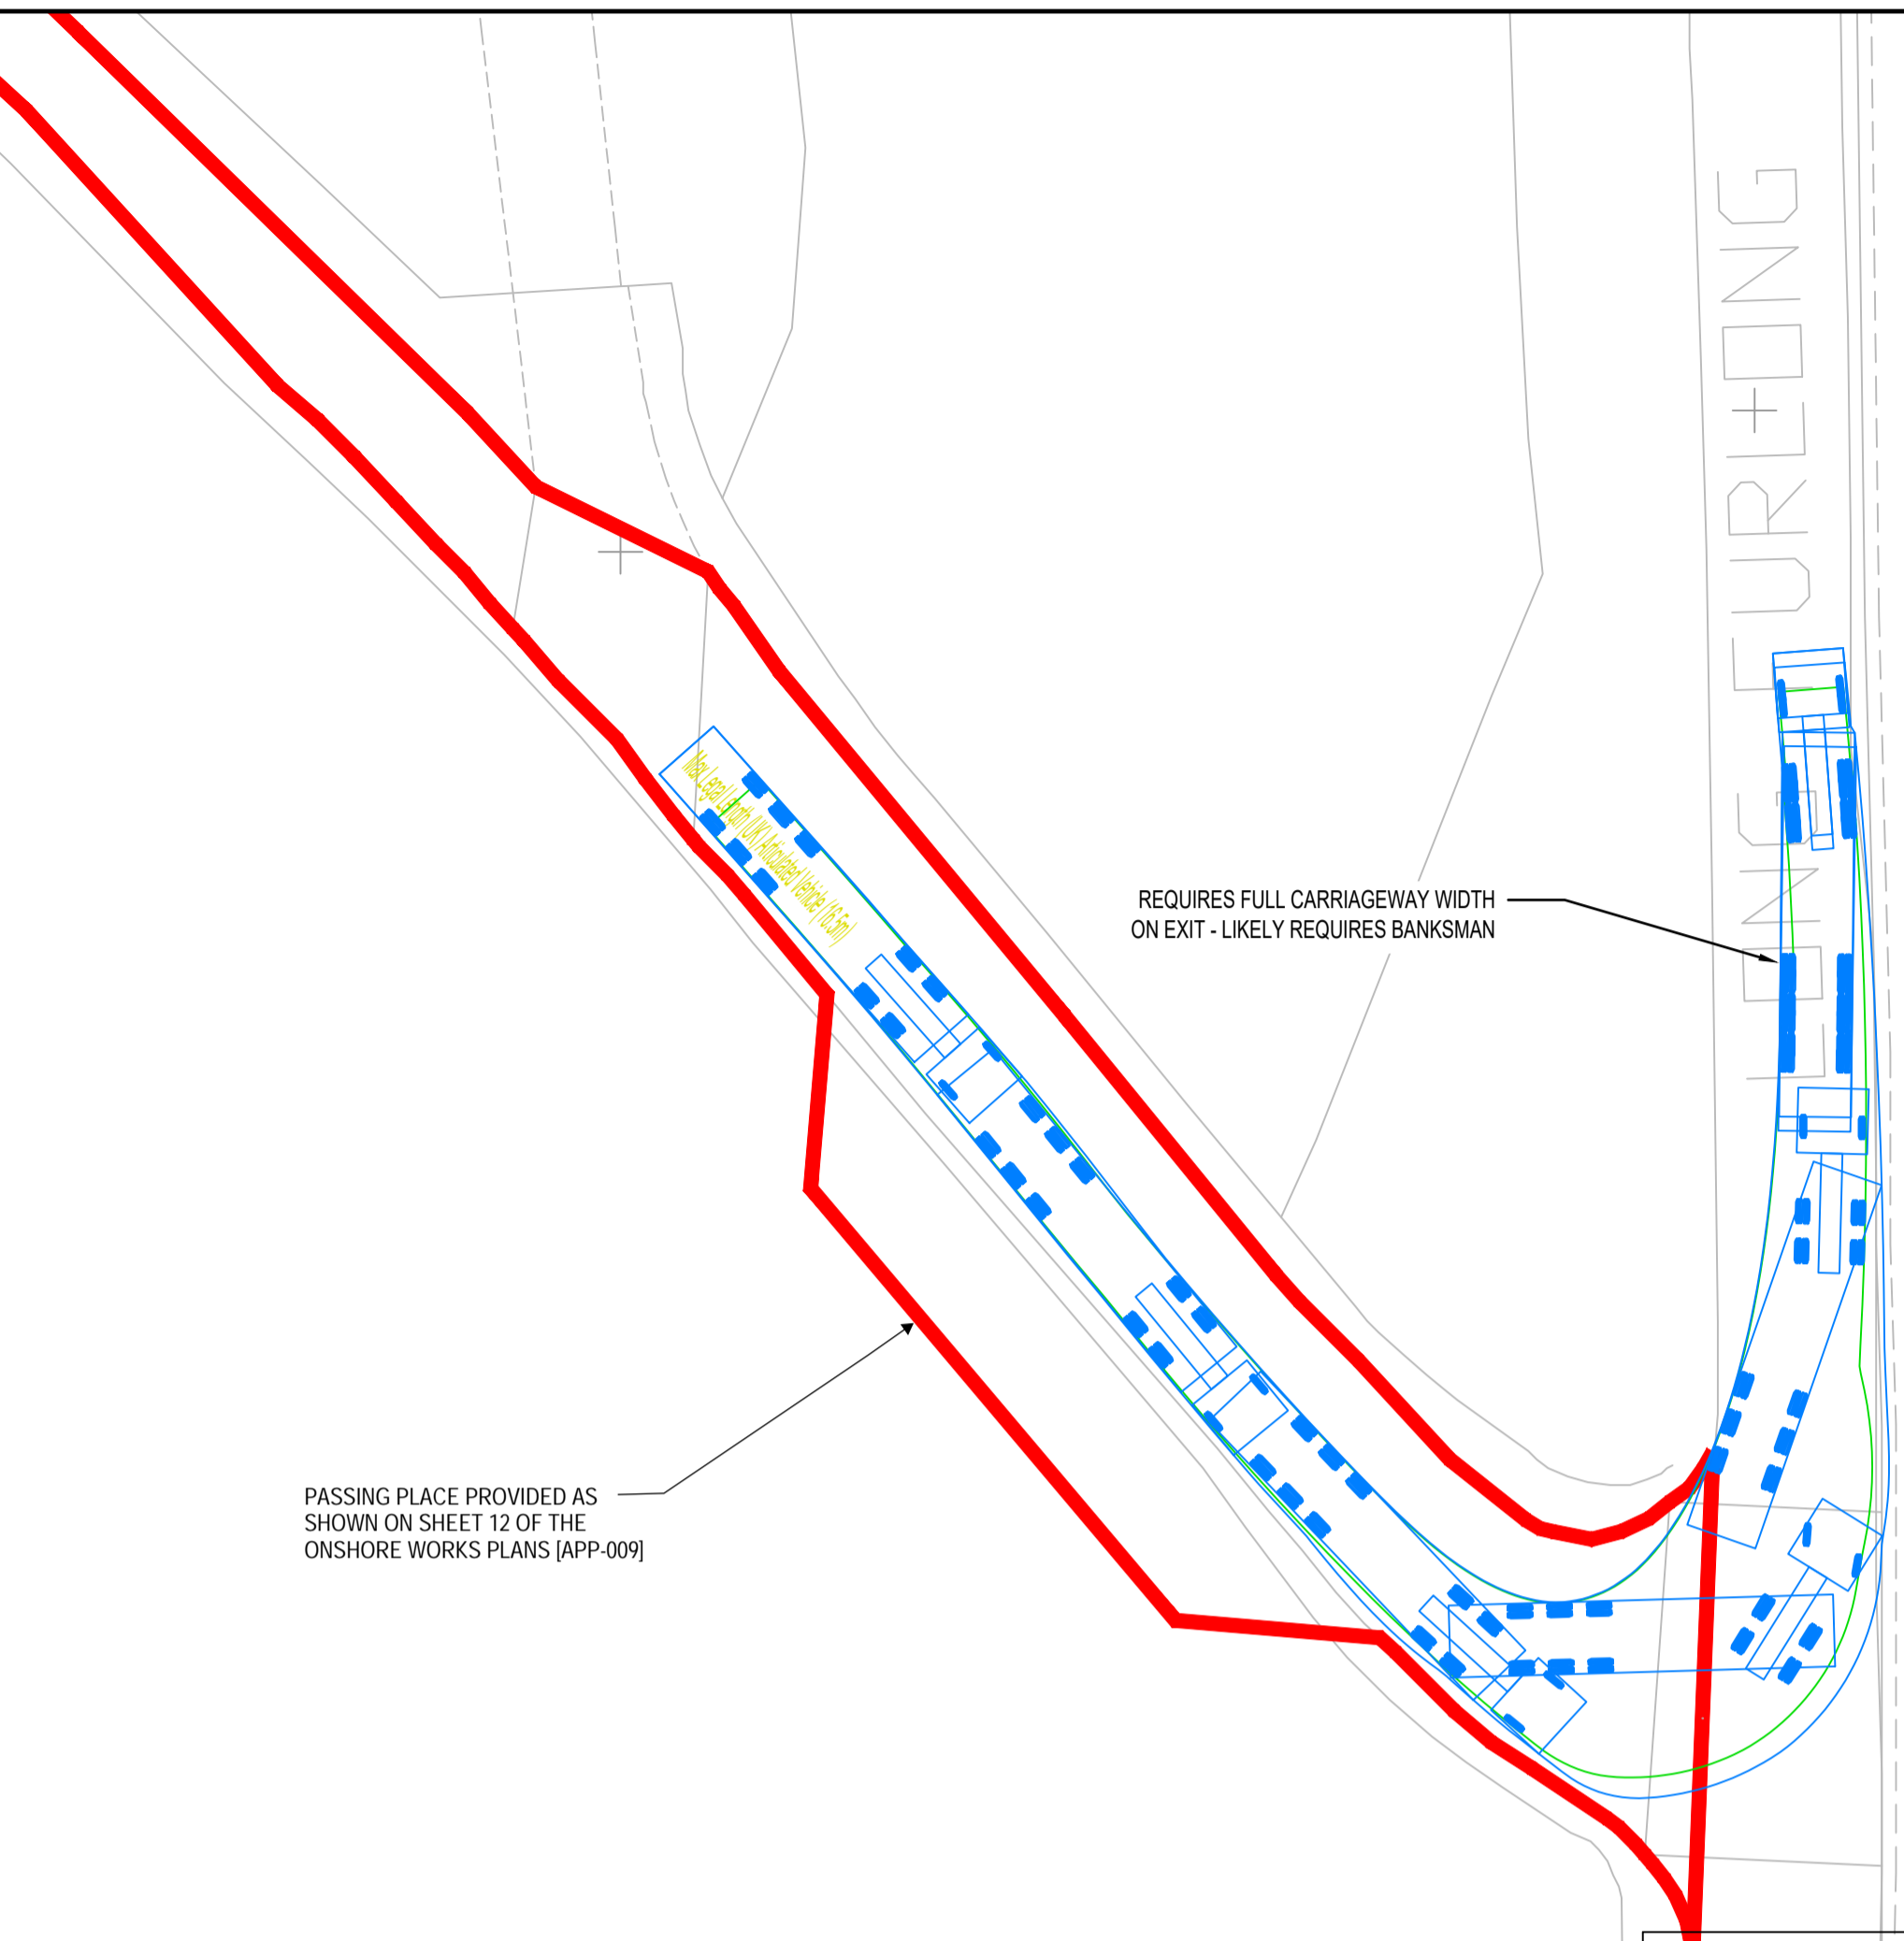 REQUIRES FULL CARRIAGEWAY WIDTH
ON EXIT - LIKELY REQUIRES BANKSMAN
PASSING PLACE PROVIDED AS
SHOWN ON SHEET 12 OF THE
ONSHORE WORKS PLANS [APP-009]
LONG FURLONG
Max Legal Length (UK) Articulated Vehicle (16.5m)